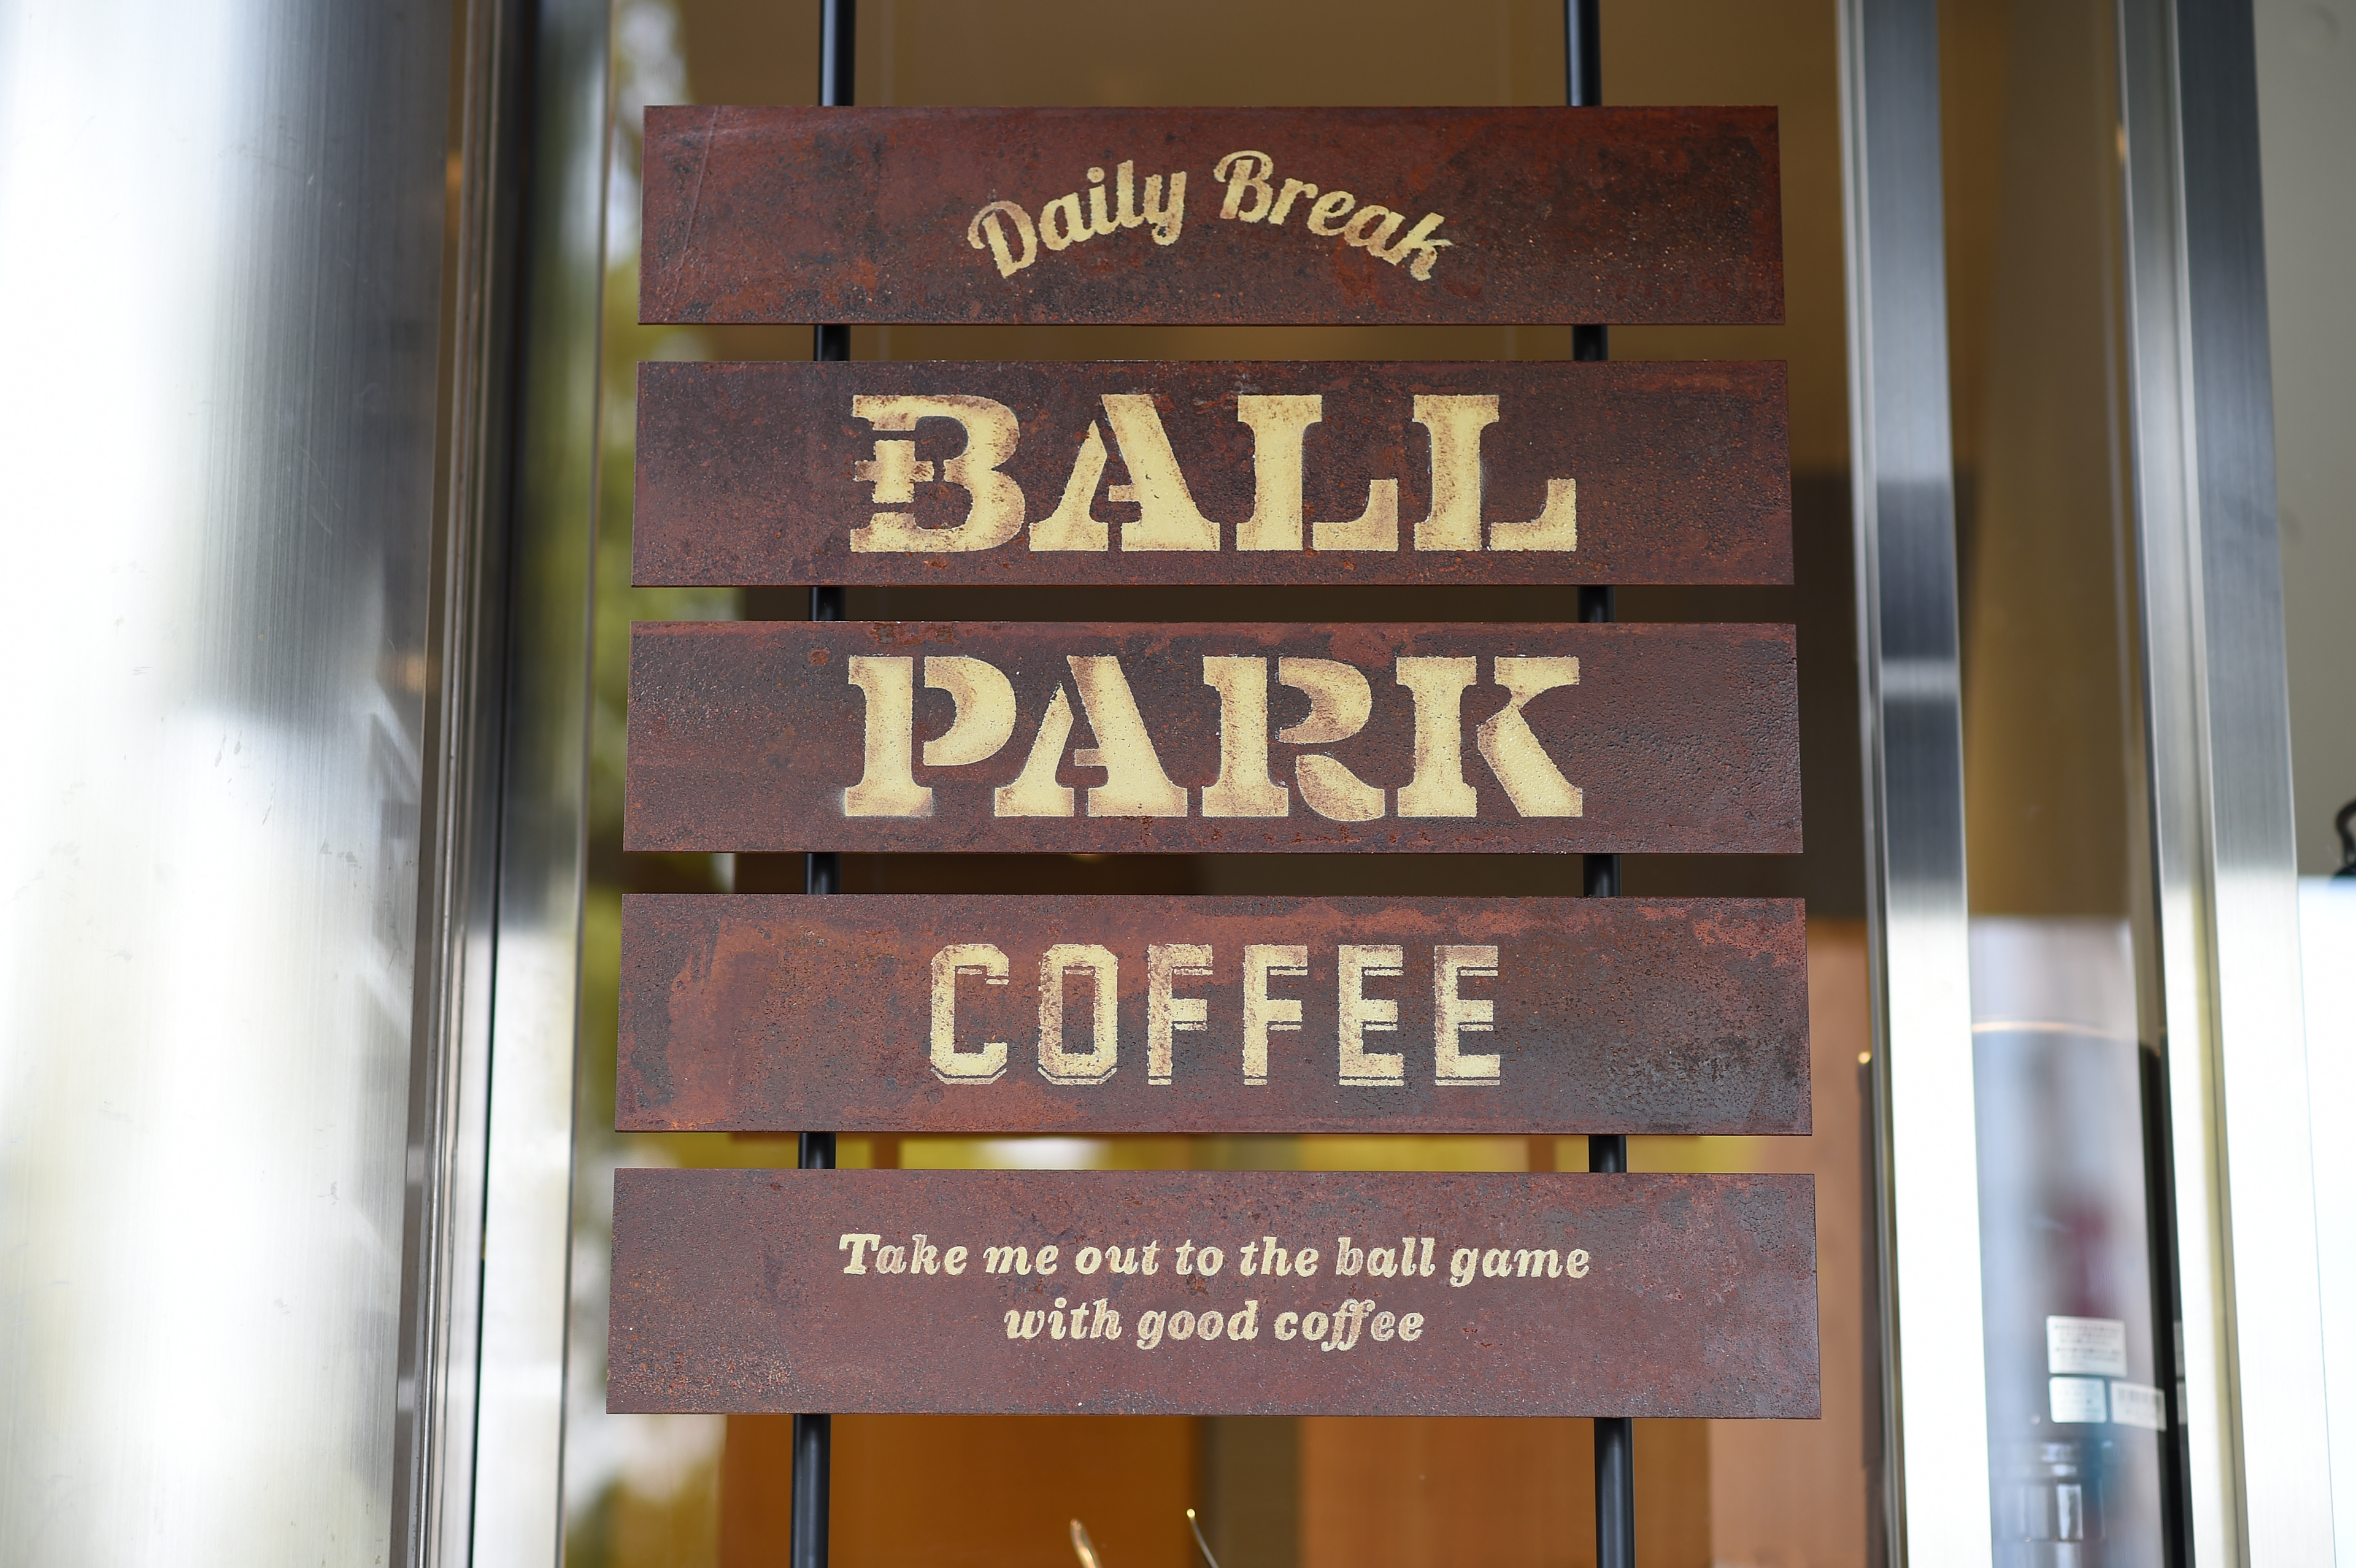 Daily Break
BALL
PARK
COFFEE
Take me out to the ball game
with good coffee